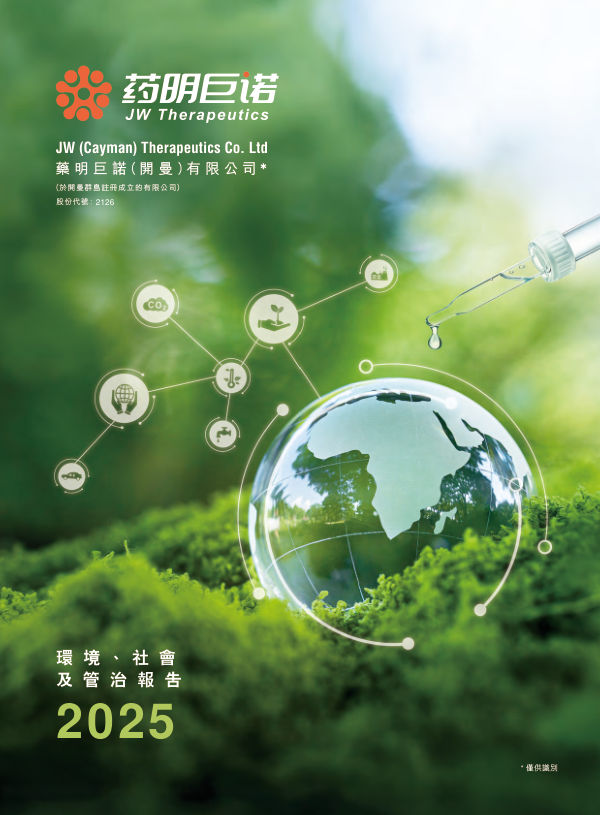 药明巨诺
JW Therapeutics
JW (Cayman) Therapeutics Co. Ltd
藥明巨諾（開曼）有限公司*
（於開曼群島註冊成立的有限公司）
股份代號：2126
CO2
環境、社會
及管治報告
2025
* 僅供識別